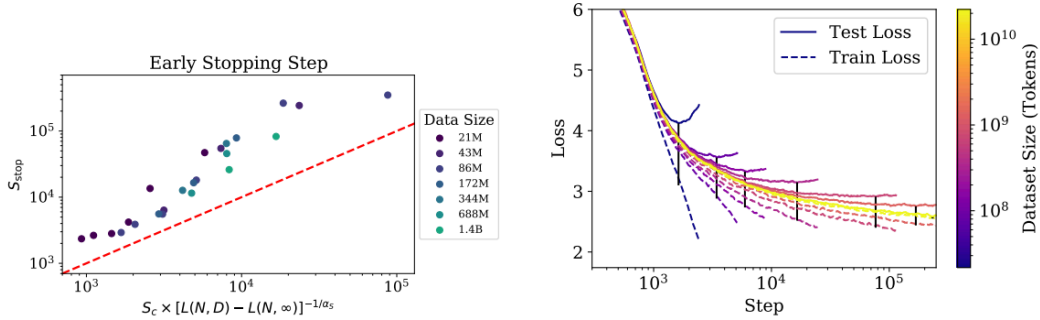 Early Stopping Step
S_stop
10^5
10^4
10^3
10^3
10^4
10^5
S_c × [L(N, D) − L(N, ∞)]^{−1/α_S}
Data Size
21M
43M
86M
172M
344M
688M
1.4B
Loss
6
5
4
3
2
10^3
10^4
10^5
Step
Test Loss
Train Loss
10^10
10^9
10^8
Dataset Size (Tokens)